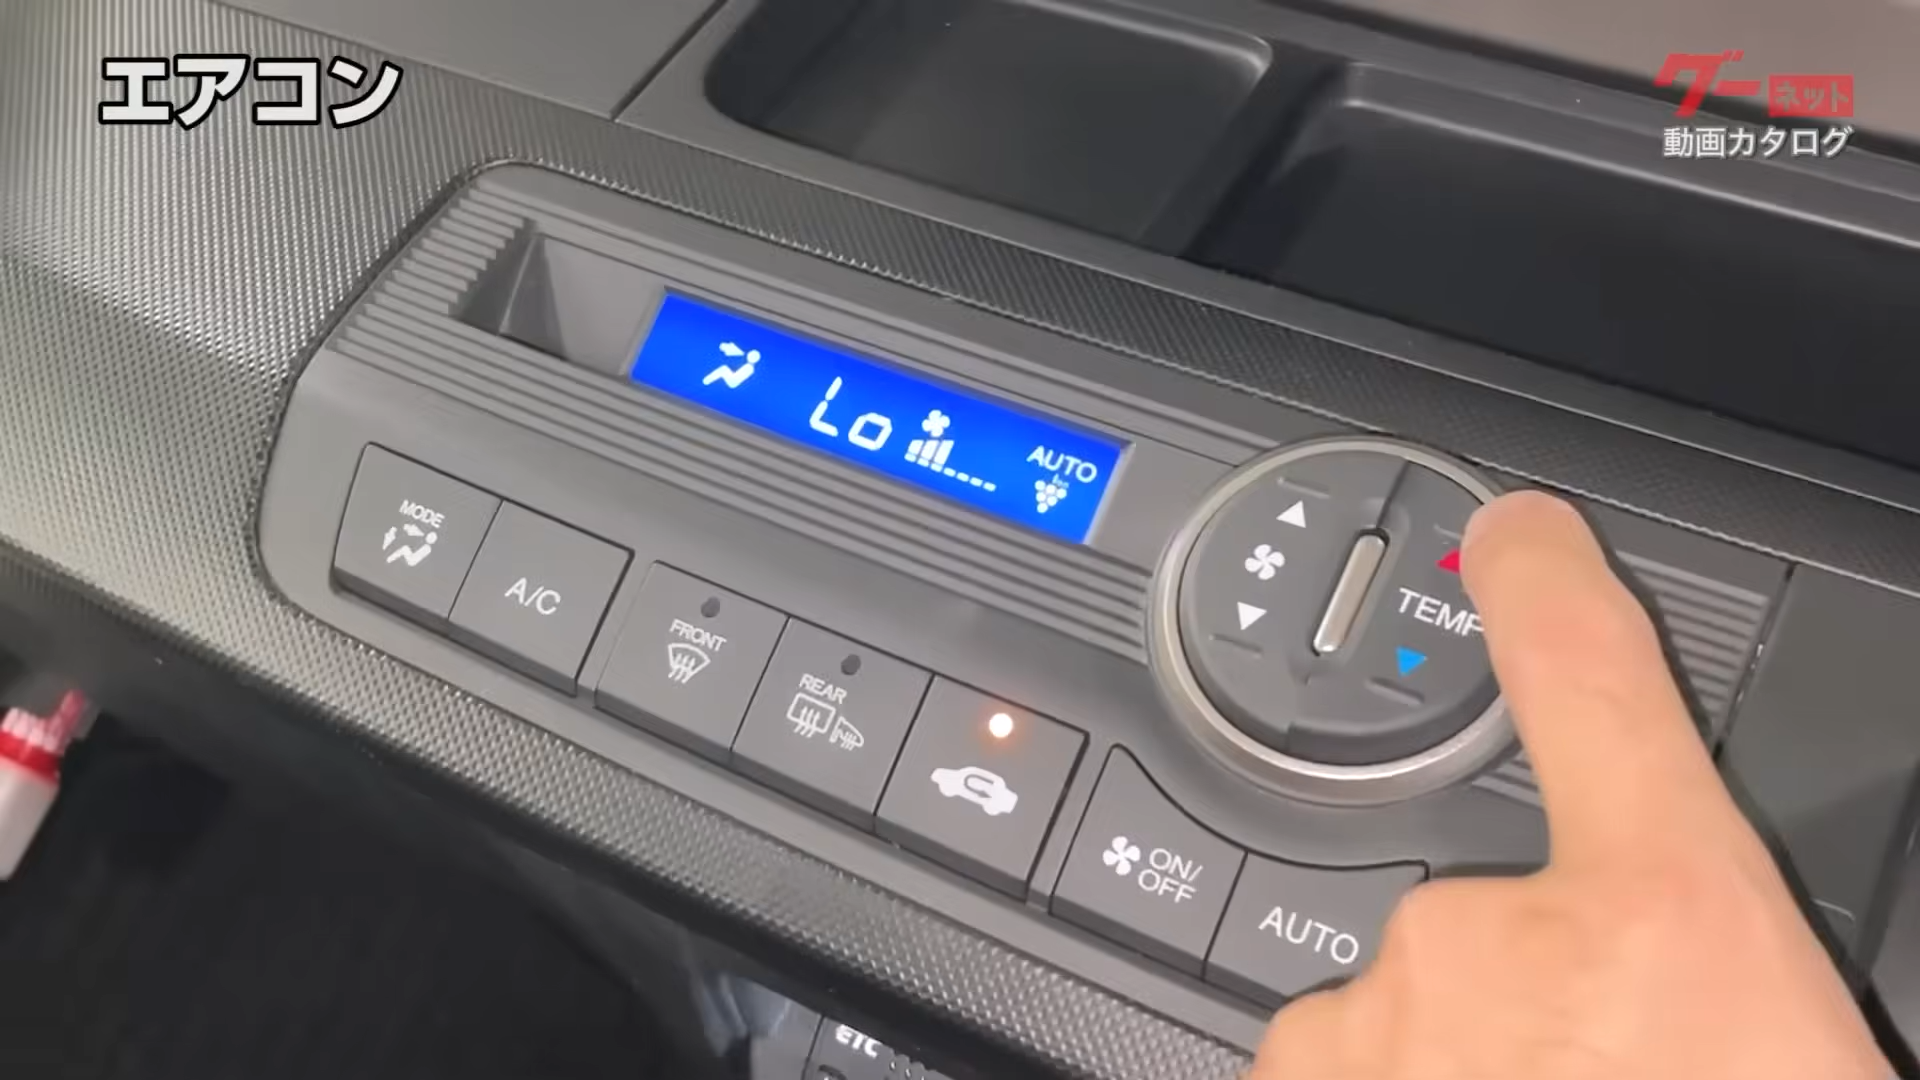 エアコン
グーネット
動画カタログ
Lo
AUTO
MODE
A/C
FRONT
REAR
TEMP
ON/
OFF
AUTO
ETC